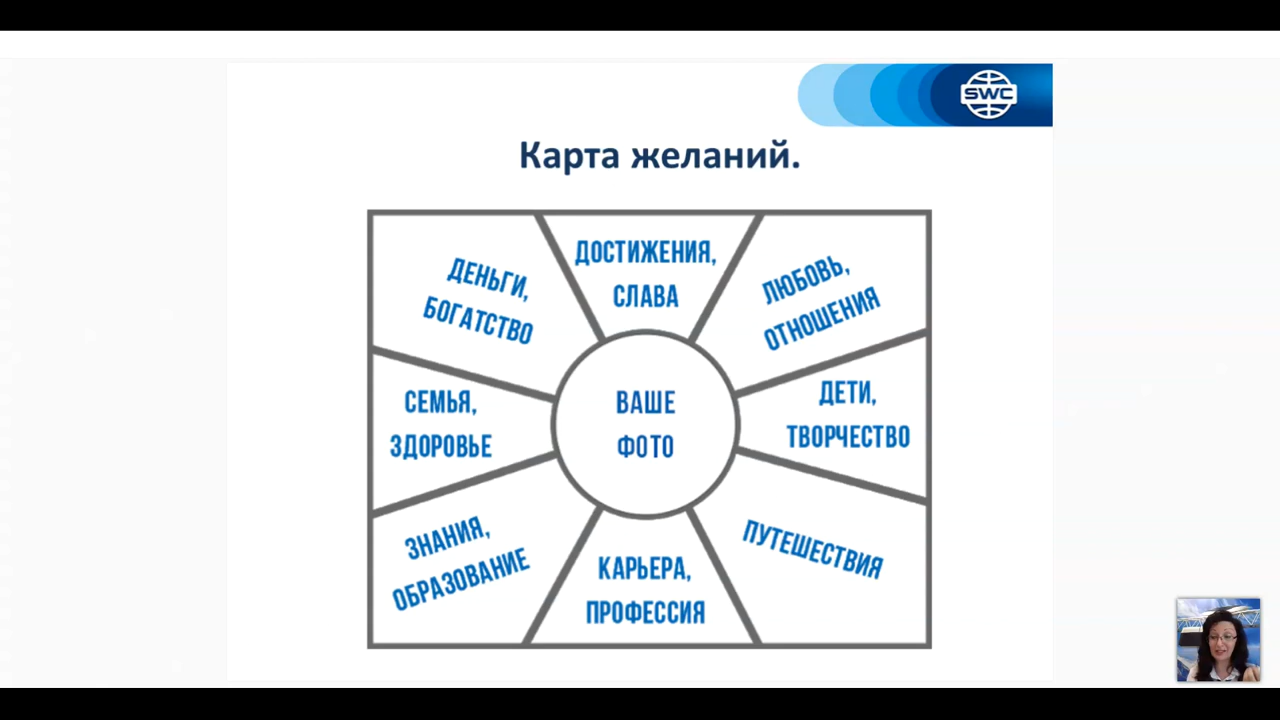 SWC
Карта желаний.
ДЕНЬГИ,
БОГАТСТВО
ДОСТИЖЕНИЯ,
СЛАВА
ЛЮБОВЬ,
ОТНОШЕНИЯ
СЕМЬЯ,
ЗДОРОВЬЕ
ВАШЕ
ФОТО
ДЕТИ,
ТВОРЧЕСТВО
ЗНАНИЯ,
ОБРАЗОВАНИЕ
КАРЬЕРА,
ПРОФЕССИЯ
ПУТЕШЕСТВИЯ